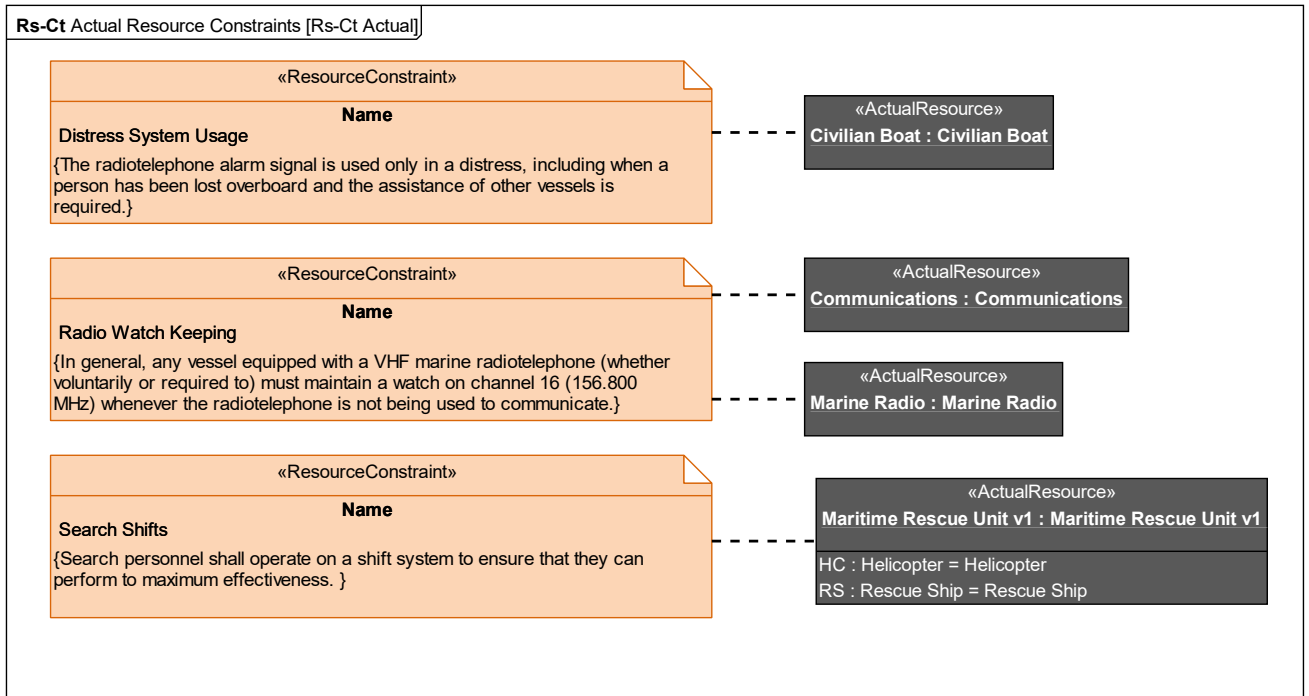 Rs-Ct Actual Resource Constraints [Rs-Ct Actual]
«ResourceConstraint»
Name
Distress System Usage
{The radiotelephone alarm signal is used only in a distress, including when a
person has been lost overboard and the assistance of other vessels is
required.}
«ActualResource»
Civilian Boat : Civilian Boat
«ResourceConstraint»
Name
Radio Watch Keeping
{In general, any vessel equipped with a VHF marine radiotelephone (whether
voluntarily or required to) must maintain a watch on channel 16 (156.800
MHz) whenever the radiotelephone is not being used to communicate.}
«ActualResource»
Communications : Communications
«ActualResource»
Marine Radio : Marine Radio
«ResourceConstraint»
Name
Search Shifts
{Search personnel shall operate on a shift system to ensure that they can
perform to maximum effectiveness. }
«ActualResource»
Maritime Rescue Unit v1 : Maritime Rescue Unit v1
HC : Helicopter = Helicopter
RS : Rescue Ship = Rescue Ship